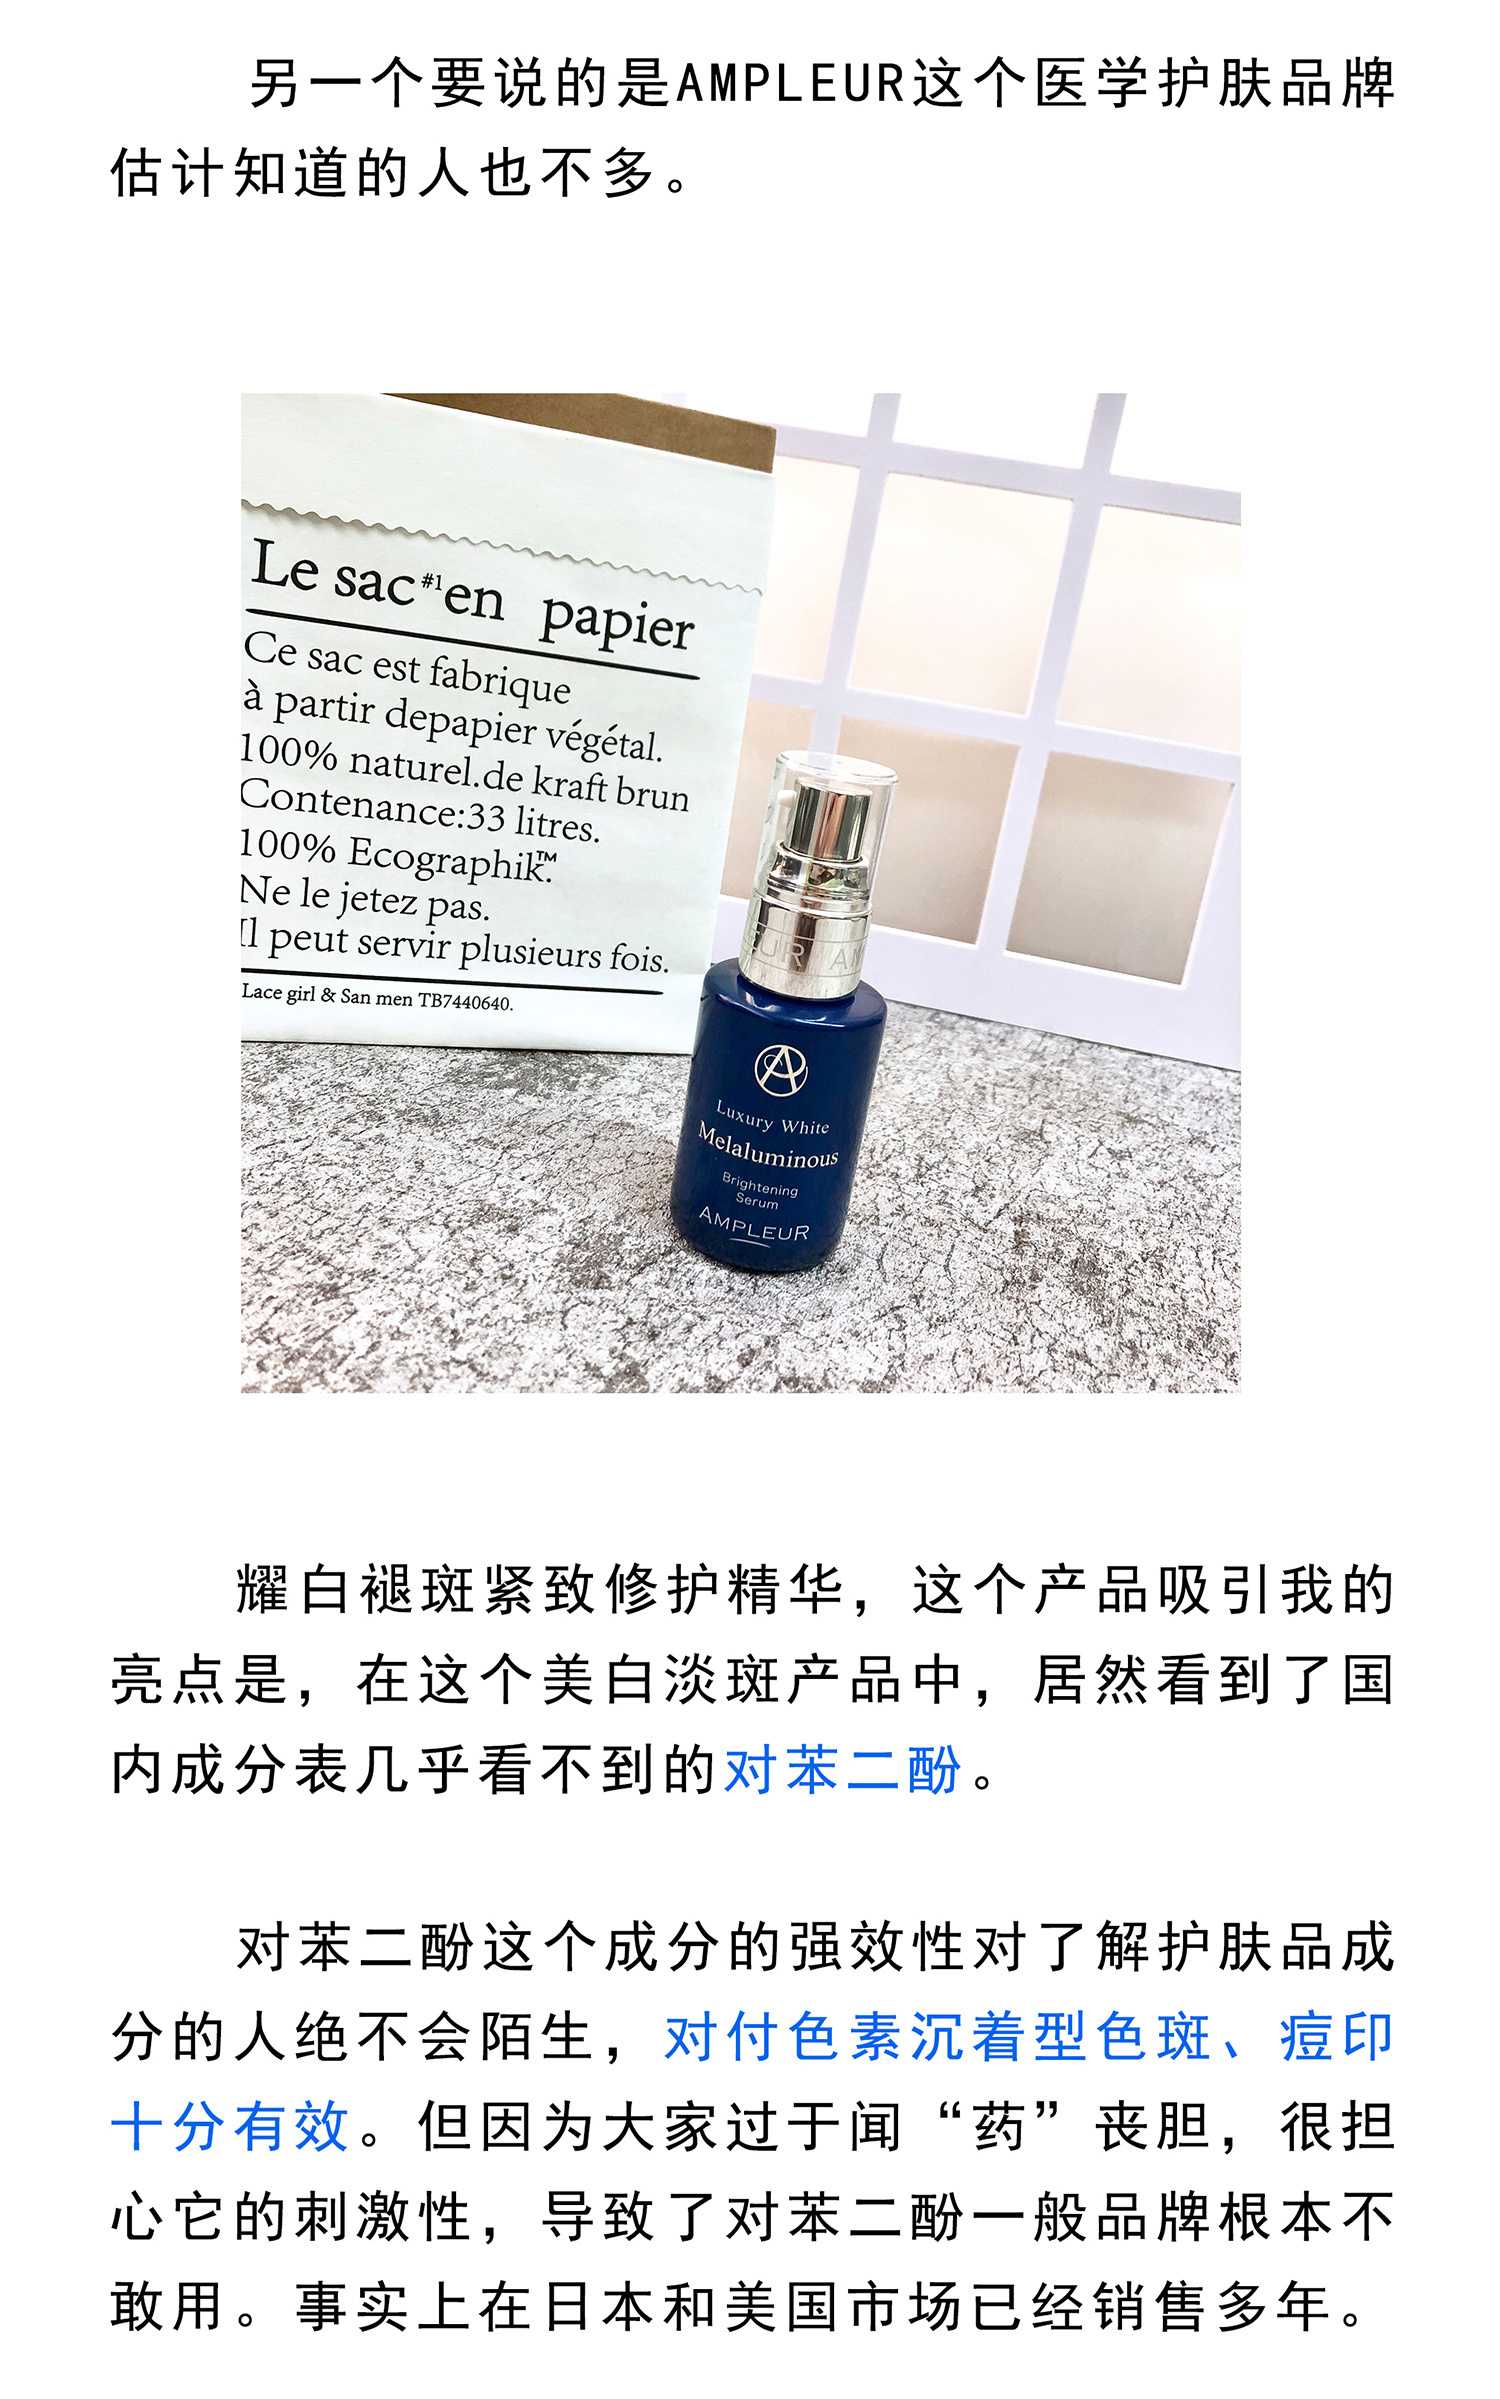 另一个要说的是AMPLEUR这个医学护肤品牌
估计知道的人也不多。
Le sac#1en papier
Ce sac est fabrique
à partir depapier végétal.
100% naturel.de kraft brun
Contenance:33 litres.
100% Ecographik™.
Ne le jetez pas.
Il peut servir plusieurs fois.
Lace girl & San men TB7440640.
EUR AM
Luxury White
Melaluminous
Brightening
Serum
AMPLEUR
耀白褪斑紧致修护精华，这个产品吸引我的
亮点是，在这个美白淡斑产品中，居然看到了国
内成分表几乎看不到的对苯二酚。
对苯二酚这个成分的强效性对了解护肤品成
分的人绝不会陌生，对付色素沉着型色斑、痘印
十分有效。但因为大家过于闻“药”丧胆，很担
心它的刺激性，导致了对苯二酚一般品牌根本不
敢用。事实上在日本和美国市场已经销售多年。